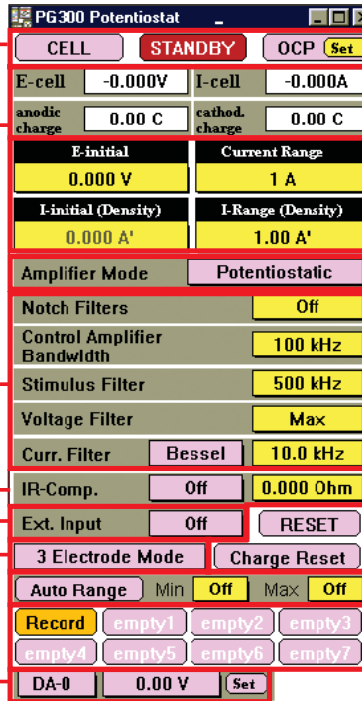 PG300 Potentiostat
CELL STANDBY OCP Set
E-cell -0.000V I-cell -0.000A
anodic charge 0.00 C cathod. charge 0.00 C
E-initial Current Range
0.000 V 1 A
I-initial (Density) I-Range (Density)
0.000 A' 1.00 A'
Amplifier Mode Potentiostatic
Notch Filters Off
Control Amplifier Bandwidth 100 kHz
Stimulus Filter 500 kHz
Voltage Filter Max
Curr. Filter Bessel 10.0 kHz
IR-Comp. Off 0.000 Ohm
Ext. Input Off RESET
3 Electrode Mode Charge Reset
Auto Range Min Off Max Off
Record empty1 empty2 empty3
empty4 empty5 empty6 empty7
DA-0 0.00 V Set